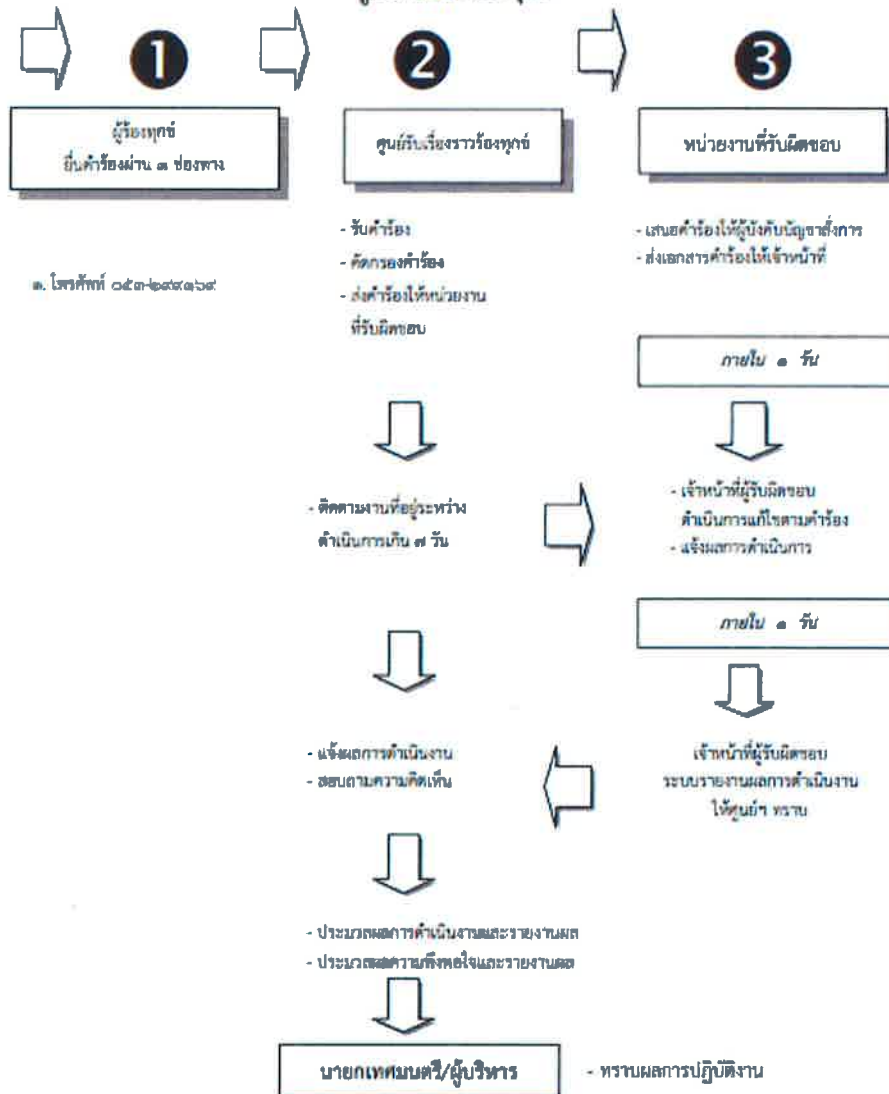 ❶
❷
❸
ผู้ร้องทุกข์
ยื่นคำร้องผ่าน ๓ ช่องทาง
ศูนย์รับเรื่องราวร้องทุกข์
หน่วยงานที่รับผิดชอบ
๑. โทรศัพท์
- รับคำร้อง
- คัดกรองคำร้อง
- ส่งคำร้องให้หน่วยงาน
ที่รับผิดชอบ
- เสนอคำร้องให้ผู้บังคับบัญชาสั่งการ
- ส่งเอกสารคำร้องให้เจ้าหน้าที่
ภายใน ๑ วัน
- ติดตามงานที่อยู่ระหว่าง
ดำเนินการเกิน ๗ วัน
- เจ้าหน้าที่ผู้รับผิดชอบ
ดำเนินการแก้ไขตามคำร้อง
- แจ้งผลการดำเนินการ
ภายใน ๑ วัน
- แจ้งผลการดำเนินงาน
- สอบถามความคิดเห็น
เจ้าหน้าที่ผู้รับผิดชอบ
ระบบรายงานผลการดำเนินงาน
ให้ศูนย์ฯ ทราบ
- ประมวลผลการดำเนินงานและรายงานผล
- ประมวลผลความพึงพอใจและรายงานผล
นายกเทศมนตรี/ผู้บริหาร
- ทราบผลการปฏิบัติงาน